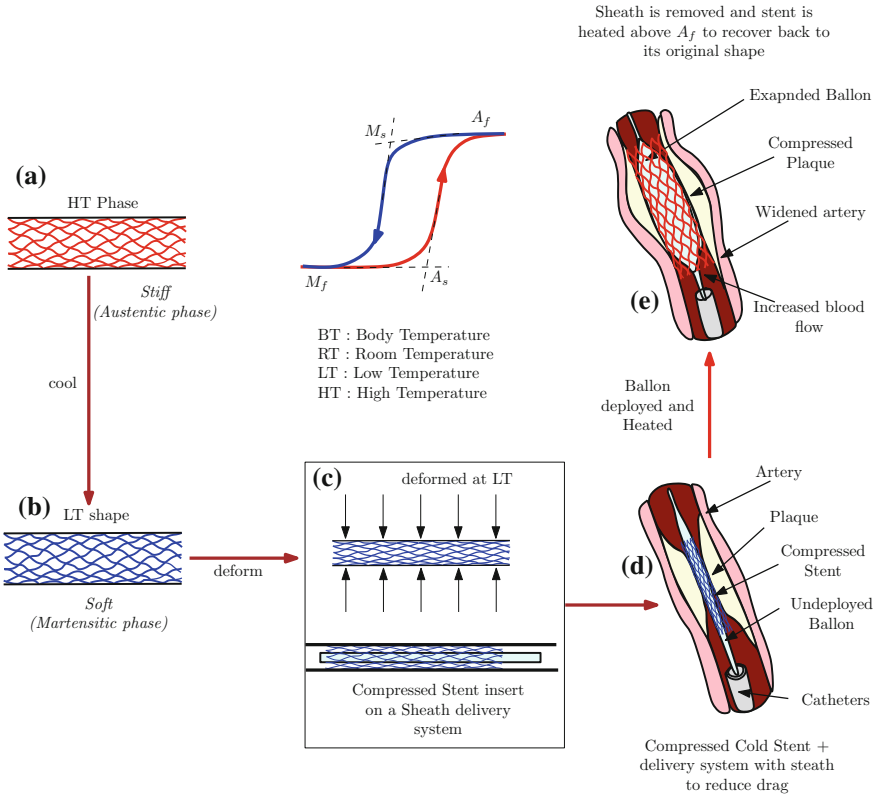 Sheath is removed and stent is
heated above A_f to recover back to
its original shape
(a)
HT Phase
Stiff
(Austentic phase)
cool
M_s
A_f
M_f
A_s
BT : Body Temperature
RT : Room Temperature
LT : Low Temperature
HT : High Temperature
(b)
LT shape
Soft
(Martensitic phase)
deform
(c)
deformed at LT
Compressed Stent insert
on a Sheath delivery
system
(d)
Artery
Plaque
Compressed
Stent
Undeployed
Ballon
Catheters
Compressed Cold Stent +
delivery system with steath
to reduce drag
Ballon
deployed and
Heated
(e)
Exapnded Ballon
Compressed
Plaque
Widened artery
Increased blood
flow